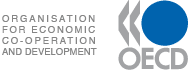 ORGANISATION
FOR ECONOMIC
CO-OPERATION
AND DEVELOPMENT
OECD